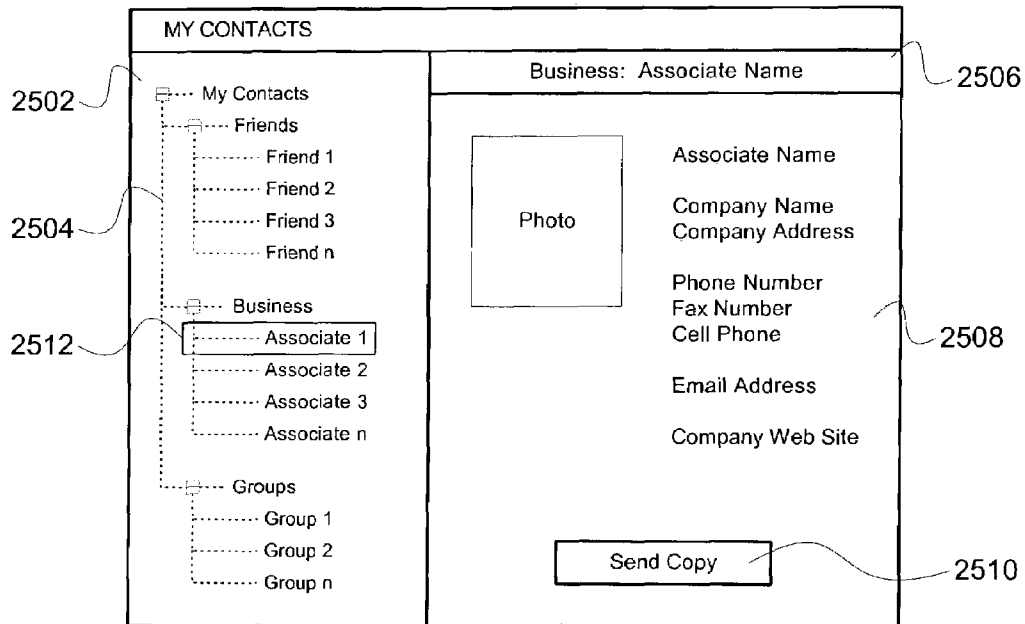 MY CONTACTS
2502
My Contacts
Friends
Friend 1
Friend 2
Friend 3
Friend n
2504
Business
2512
Associate 1
Associate 2
Associate 3
Associate n
Groups
Group 1
Group 2
Group n
Business: Associate Name
2506
Photo
Associate Name
Company Name
Company Address
Phone Number
Fax Number
Cell Phone
2508
Email Address
Company Web Site
Send Copy
2510